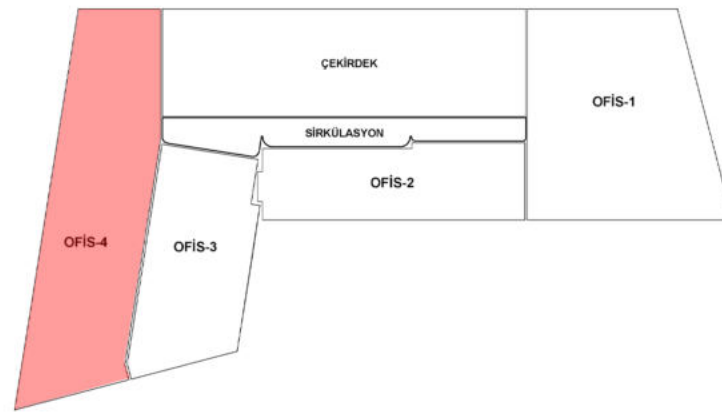 ÇEKİRDEK
OFİS-1
SİRKÜLASYON
OFİS-2
OFİS-4
OFİS-3